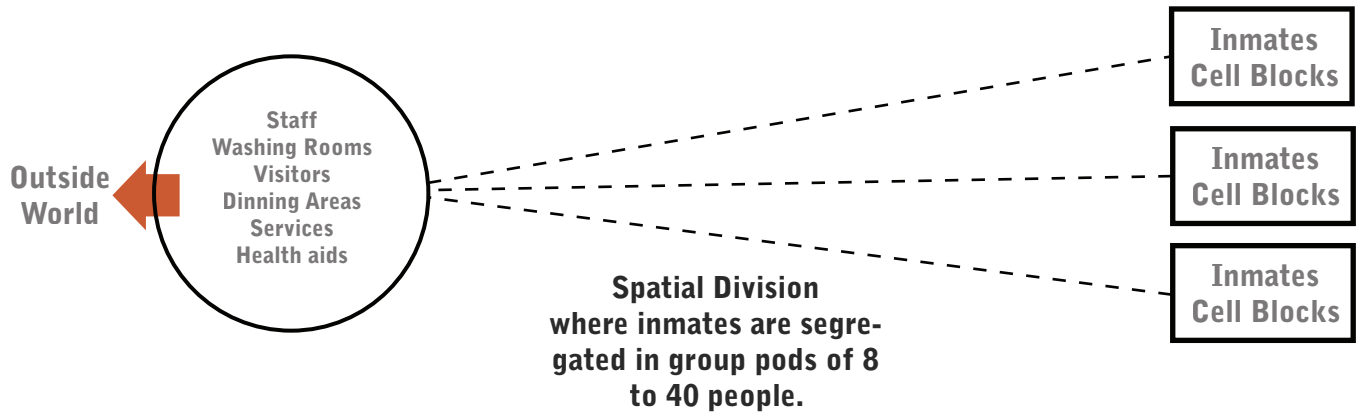 Outside
World
Staff
Washing Rooms
Visitors
Dinning Areas
Services
Health aids
Spatial Division
where inmates are segre-
gated in group pods of 8
to 40 people.
Inmates
Cell Blocks
Inmates
Cell Blocks
Inmates
Cell Blocks